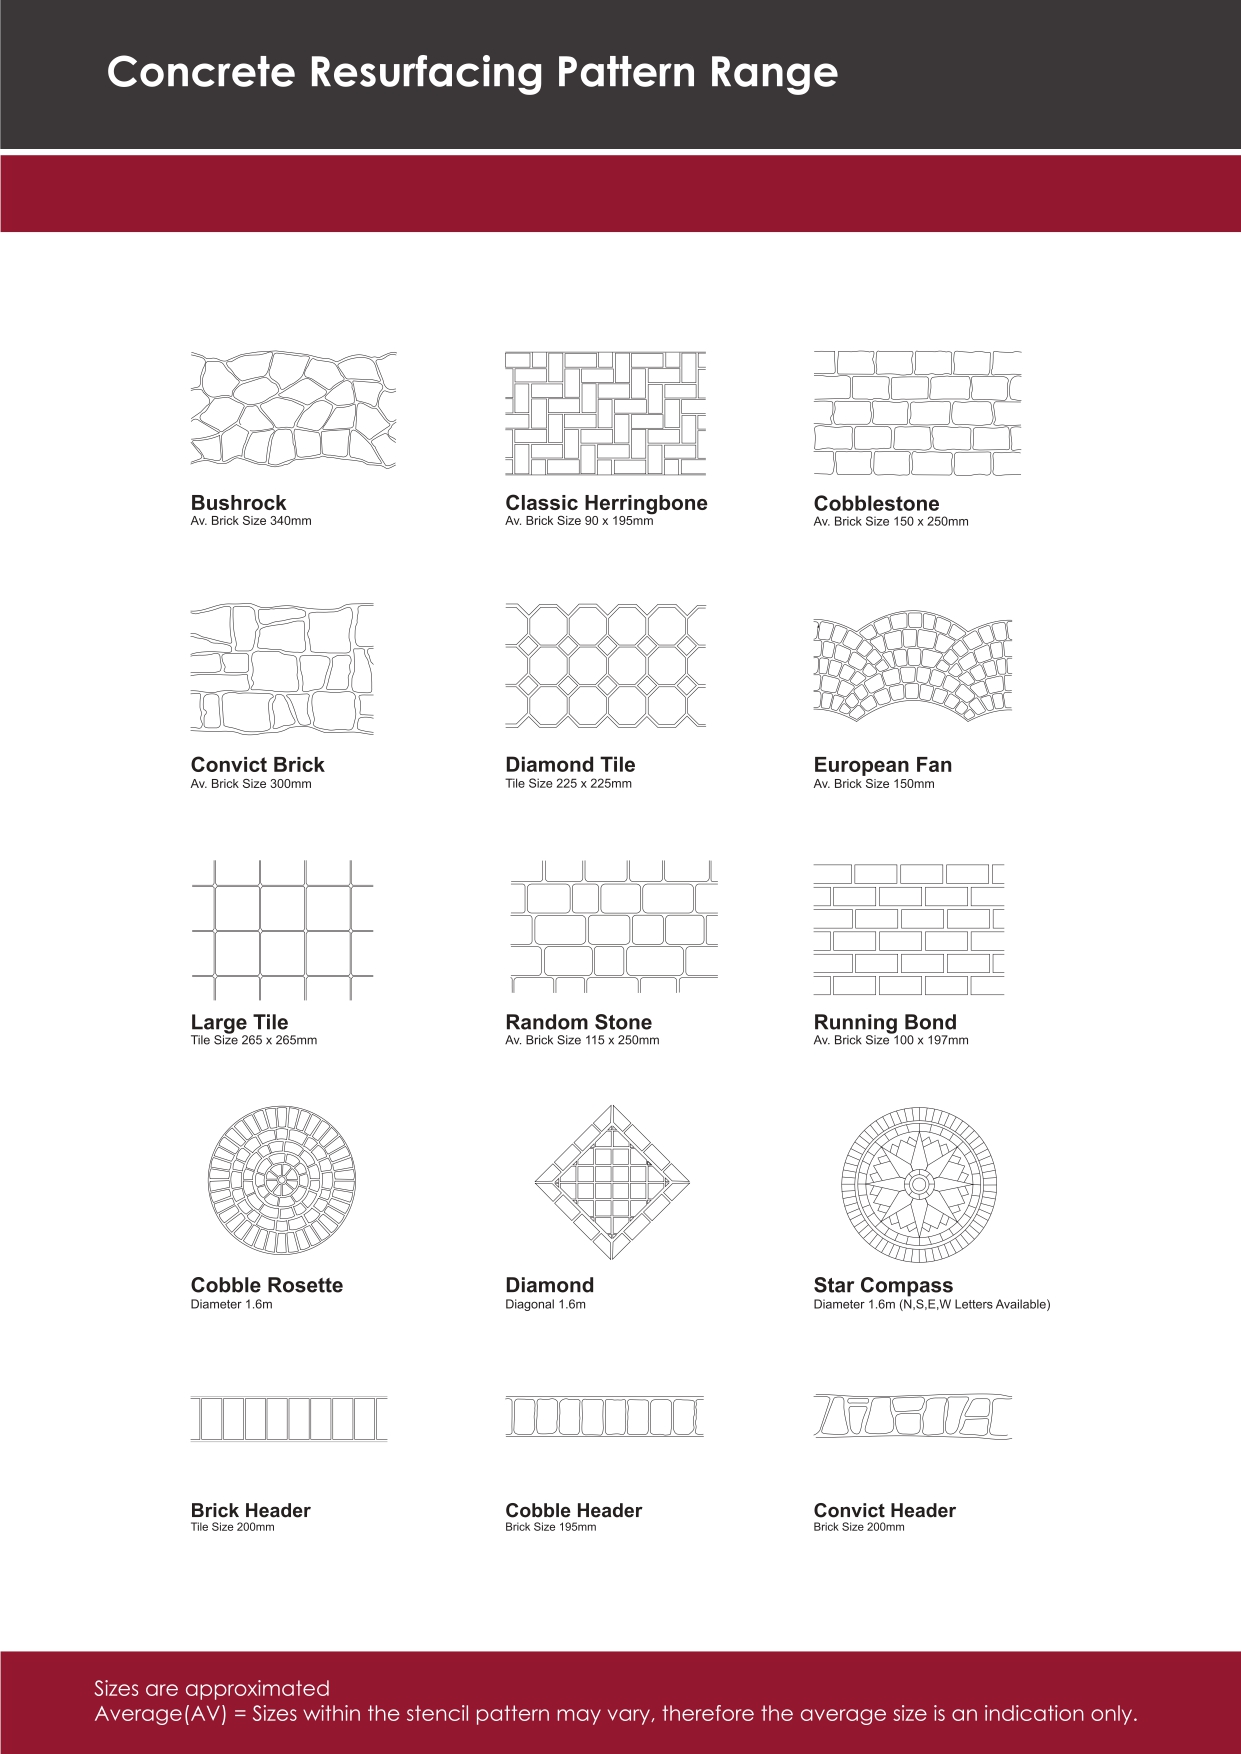 Concrete Resurfacing Pattern Range
Bushrock
Av. Brick Size 340mm
Classic Herringbone
Av. Brick Size 90 x 195mm
Cobblestone
Av. Brick Size 150 x 250mm
Convict Brick
Av. Brick Size 300mm
Diamond Tile
Tile Size 225 x 225mm
European Fan
Av. Brick Size 150mm
Large Tile
Tile Size 265 x 265mm
Random Stone
Av. Brick Size 115 x 250mm
Running Bond
Av. Brick Size 100 x 197mm
Cobble Rosette
Diameter 1.6m
Diamond
Diagonal 1.6m
Star Compass
Diameter 1.6m (N,S,E,W Letters Available)
Brick Header
Tile Size 200mm
Cobble Header
Brick Size 195mm
Convict Header
Brick Size 200mm
Sizes are approximated
Average(AV) = Sizes within the stencil pattern may vary, therefore the average size is an indication only.